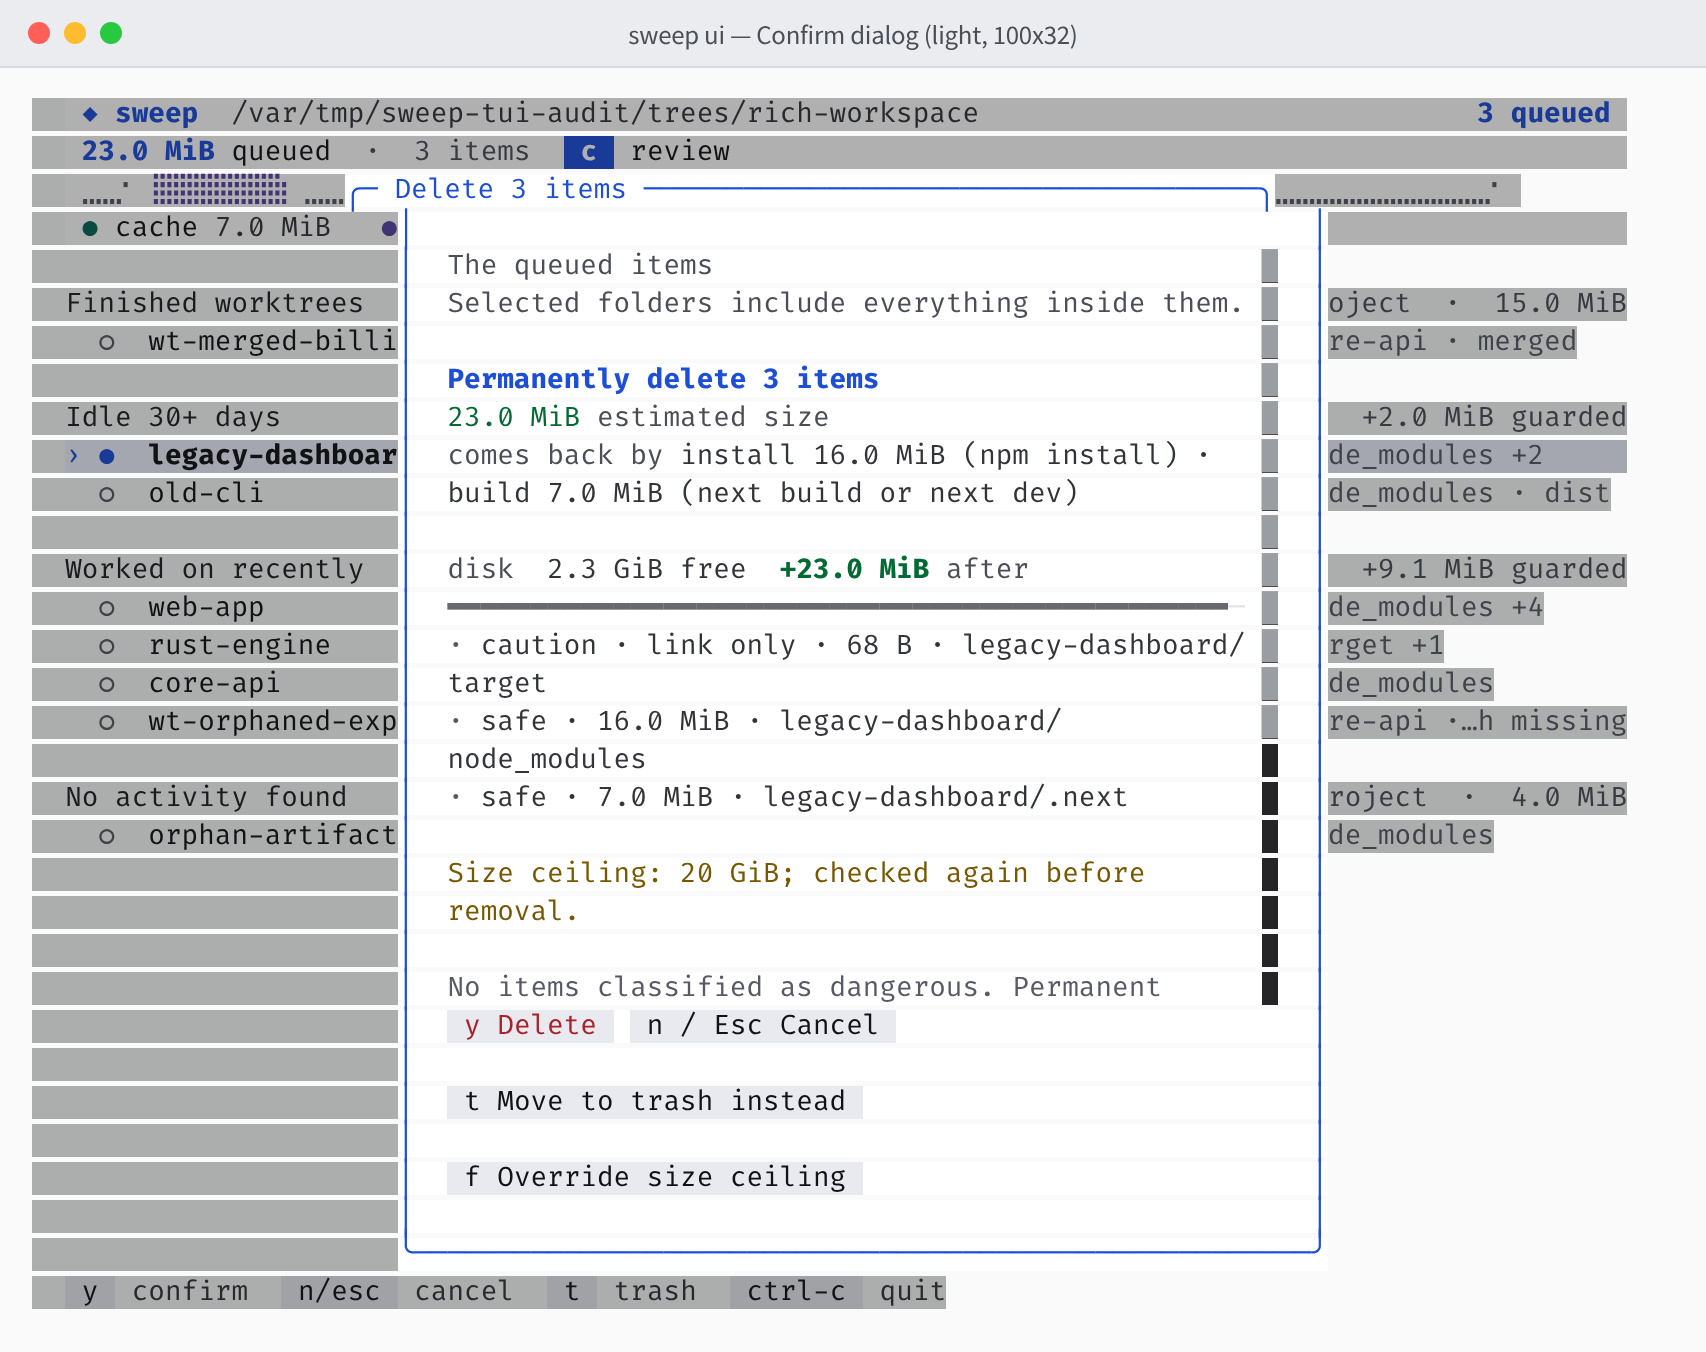 sweep ui — Confirm dialog (light, 100x32)
◆ sweep /var/tmp/sweep-tui-audit/trees/rich-workspace 3 queued
23.0 MiB queued · 3 items c review
Delete 3 items
● cache 7.0 MiB ●
The queued items
Finished worktrees Selected folders include everything inside them. oject · 15.0 MiB
○ wt-merged-billi re-api · merged
Permanently delete 3 items
Idle 30+ days 23.0 MiB estimated size +2.0 MiB guarded
› ● legacy-dashboar comes back by install 16.0 MiB (npm install) · de_modules +2
○ old-cli build 7.0 MiB (next build or next dev) de_modules · dist
Worked on recently disk 2.3 GiB free +23.0 MiB after +9.1 MiB guarded
○ web-app de_modules +4
○ rust-engine · caution · link only · 68 B · legacy-dashboard/ rget +1
○ core-api target de_modules
○ wt-orphaned-exp · safe · 16.0 MiB · legacy-dashboard/ re-api ·…h missing
node_modules
No activity found · safe · 7.0 MiB · legacy-dashboard/.next roject · 4.0 MiB
○ orphan-artifact de_modules
Size ceiling: 20 GiB; checked again before
removal.
No items classified as dangerous. Permanent
y Delete n / Esc Cancel
t Move to trash instead
f Override size ceiling
y confirm n/esc cancel t trash ctrl-c quit